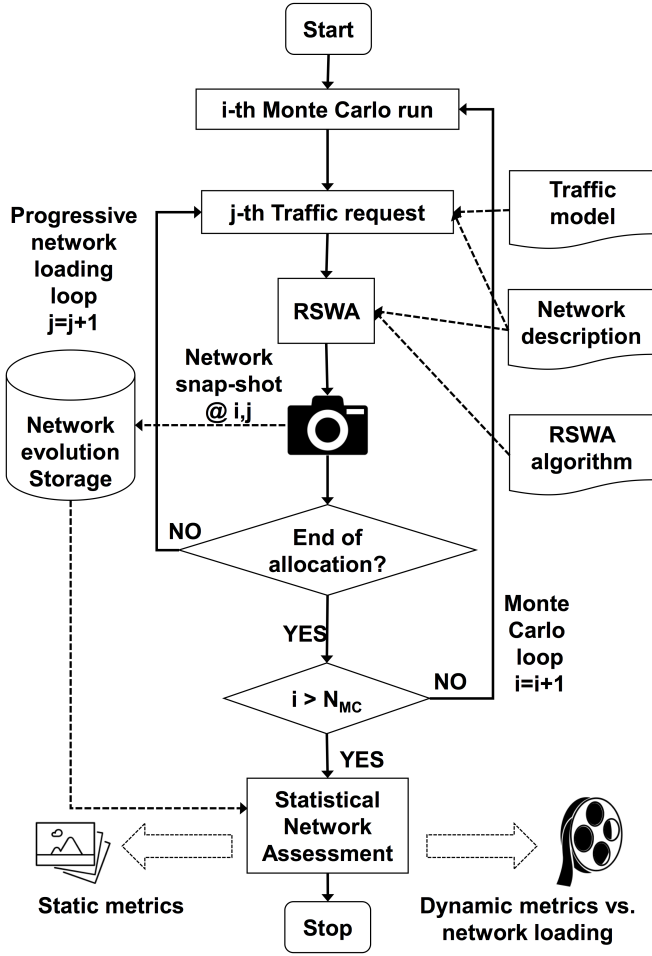 Start
i-th Monte Carlo run
j-th Traffic request
Traffic
model
Progressive
network
loading
loop
j=j+1
RSWA
Network
description
Network
snap-shot
@ i,j
Network
evolution
Storage
RSWA
algorithm
NO
End of
allocation?
YES
Monte
Carlo
loop
i=i+1
i > NMC
NO
YES
Statistical
Network
Assessment
Static metrics
Dynamic metrics vs.
network loading
Stop